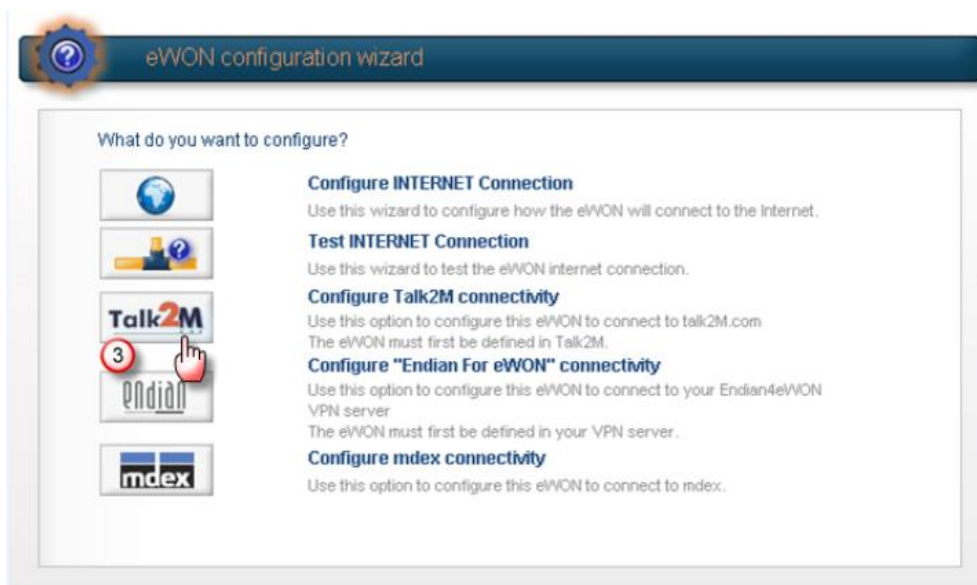 eWON configuration wizard
What do you want to configure?
Configure INTERNET Connection
Use this wizard to configure how the eWON will connect to the Internet.
Test INTERNET Connection
Use this wizard to test the eWON internet connection.
Talk2M
Configure Talk2M connectivity
Use this option to configure this eWON to connect to talk2M.com
The eWON must first be defined in Talk2M.
3
endian
Configure "Endian For eWON" connectivity
Use this option to configure this eWON to connect to your Endian4eWON
VPN server
The eWON must first be defined in your VPN server.
mdex
Configure mdex connectivity
Use this option to configure this eWON to connect to mdex.